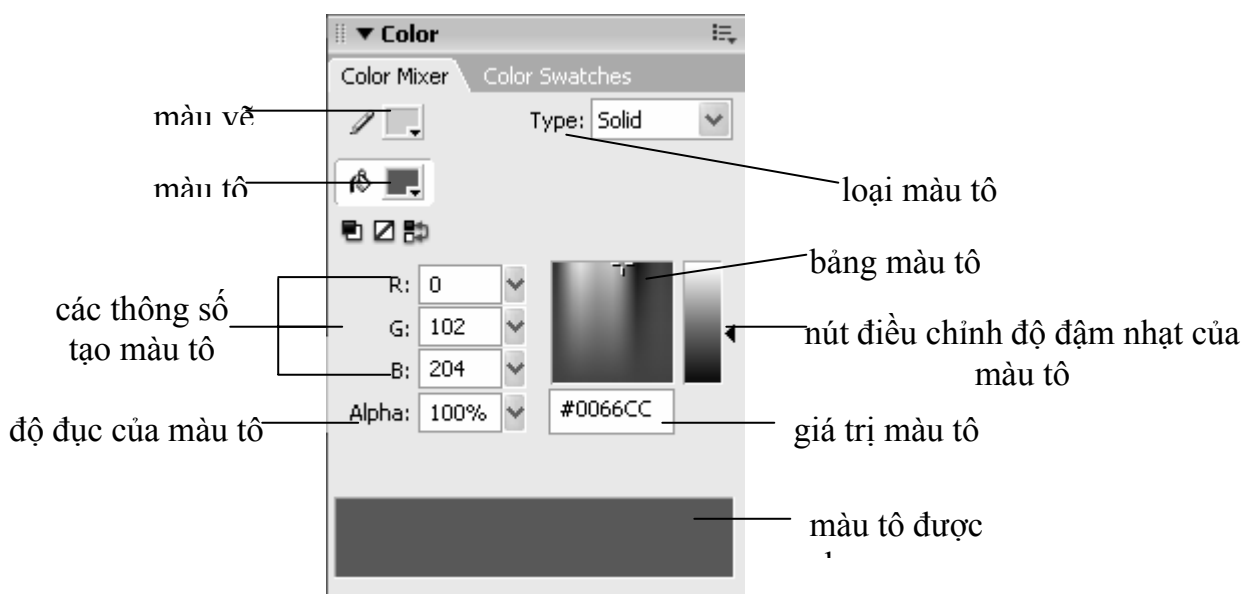 Color
Color Mixer Color Swatches
màu vẽ
Type: Solid
màu tô
loại màu tô
bảng màu tô
các thông số
tạo màu tô
R: 0
G: 102
B: 204
nút điều chỉnh độ đậm nhạt của
màu tô
độ đục của màu tô
Alpha: 100%
#0066CC
giá trị màu tô
màu tô được